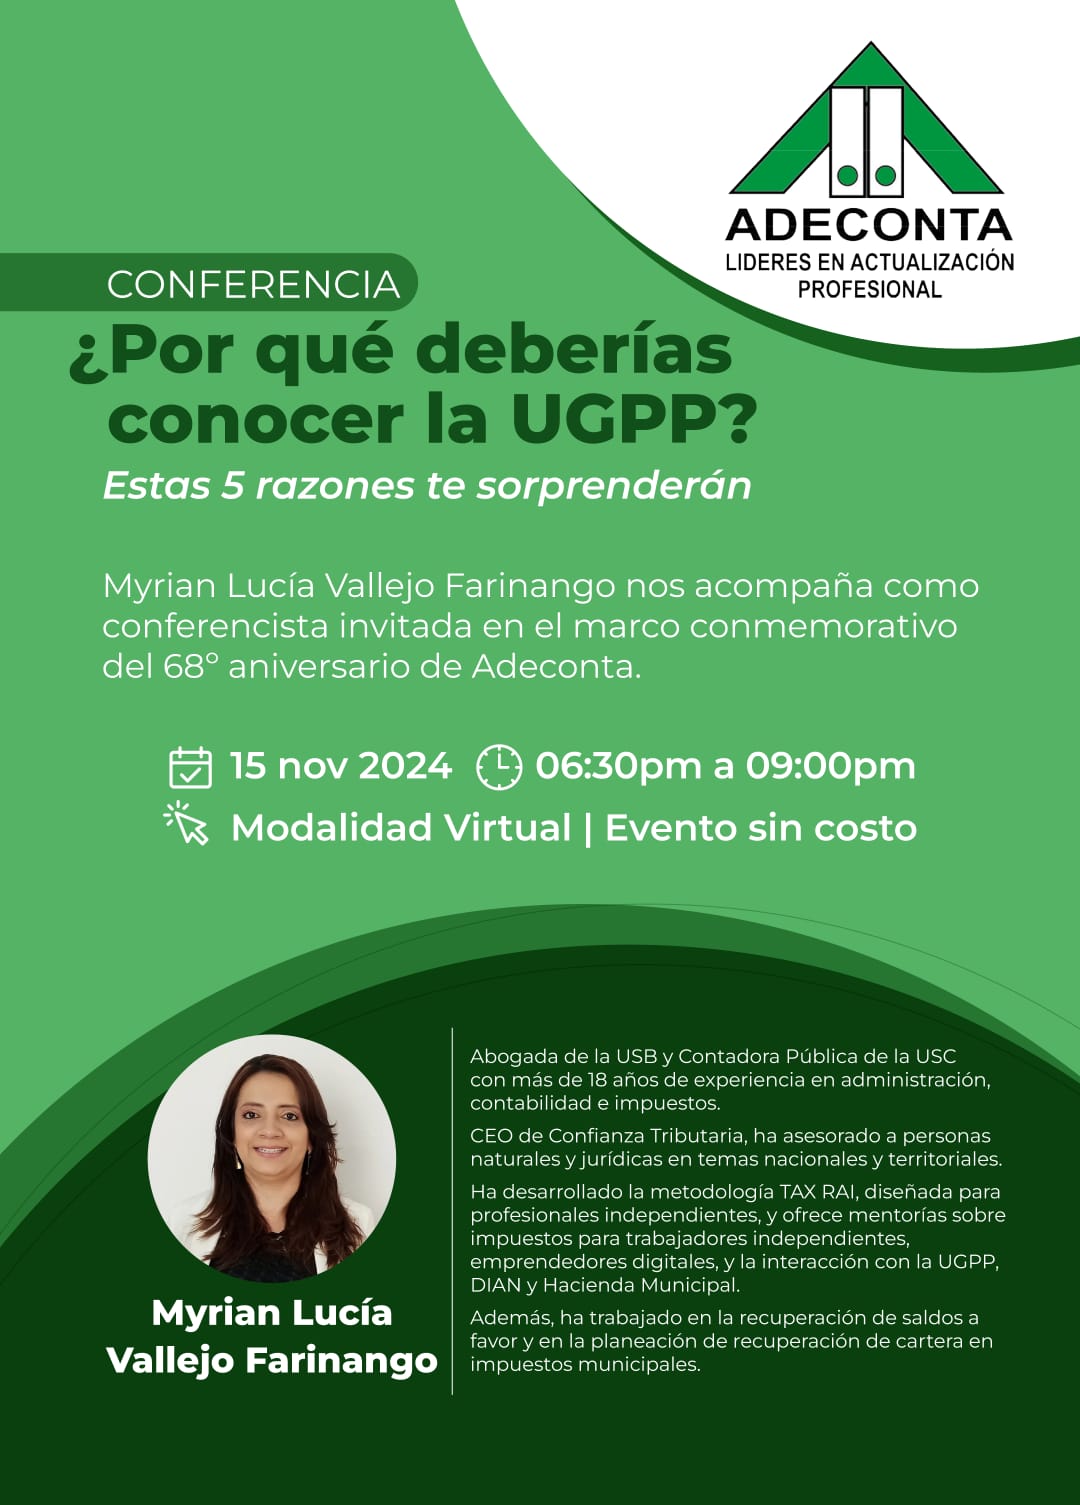 ADECONTA
LIDERES EN ACTUALIZACIÓN
PROFESIONAL
CONFERENCIA
¿Por qué deberías
conocer la UGPP?
Estas 5 razones te sorprenderán
Myrian Lucía Vallejo Farinango nos acompaña como
conferencista invitada en el marco conmemorativo
del 68º aniversario de Adeconta.
15 nov 2024 06:30pm a 09:00pm
Modalidad Virtual | Evento sin costo
Myrian Lucía
Vallejo Farinango
Abogada de la USB y Contadora Pública de la USC
con más de 18 años de experiencia en administración,
contabilidad e impuestos.
CEO de Confianza Tributaria, ha asesorado a personas
naturales y jurídicas en temas nacionales y territoriales.
Ha desarrollado la metodología TAX RAI, diseñada para
profesionales independientes, y ofrece mentorías sobre
impuestos para trabajadores independientes,
emprendedores digitales, y la interacción con la UGPP,
DIAN y Hacienda Municipal.
Además, ha trabajado en la recuperación de saldos a
favor y en la planeación de recuperación de cartera en
impuestos municipales.